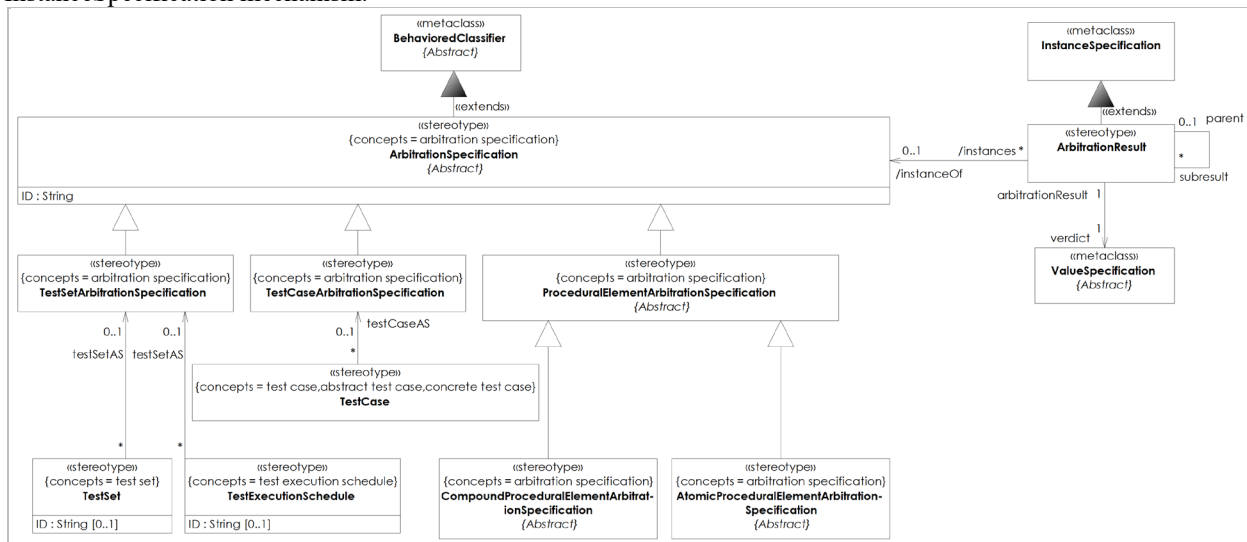 InstanceSpecification mechanism.
«metaclass»
BehavioredClassifier
{Abstract}
«metaclass»
InstanceSpecification
«extends»
«extends»
0..1
parent
«stereotype»
{concepts = arbitration specification}
ArbitrationSpecification
{Abstract}
ID : String
0..1
/instances *
/instanceOf
«stereotype»
ArbitrationResult
*
subresult
arbitrationResult 1
1
verdict
«metaclass»
ValueSpecification
{Abstract}
«stereotype»
{concepts = arbitration specification}
TestSetArbitrationSpecification
«stereotype»
{concepts = arbitration specification}
TestCaseArbitrationSpecification
«stereotype»
{concepts = arbitration specification}
ProceduralElementArbitrationSpecification
{Abstract}
0..1
testSetAS
0..1
testSetAS
0..1
testCaseAS
*
«stereotype»
{concepts = test case,abstract test case,concrete test case}
TestCase
*
*
«stereotype»
{concepts = test set}
TestSet
ID : String [0..1]
«stereotype»
{concepts = test execution schedule}
TestExecutionSchedule
ID : String [0..1]
«stereotype»
{concepts = arbitration specification}
CompoundProceduralElementArbitrat-
ionSpecification
{Abstract}
«stereotype»
{concepts = arbitration specification}
AtomicProceduralElementArbitration-
Specification
{Abstract}